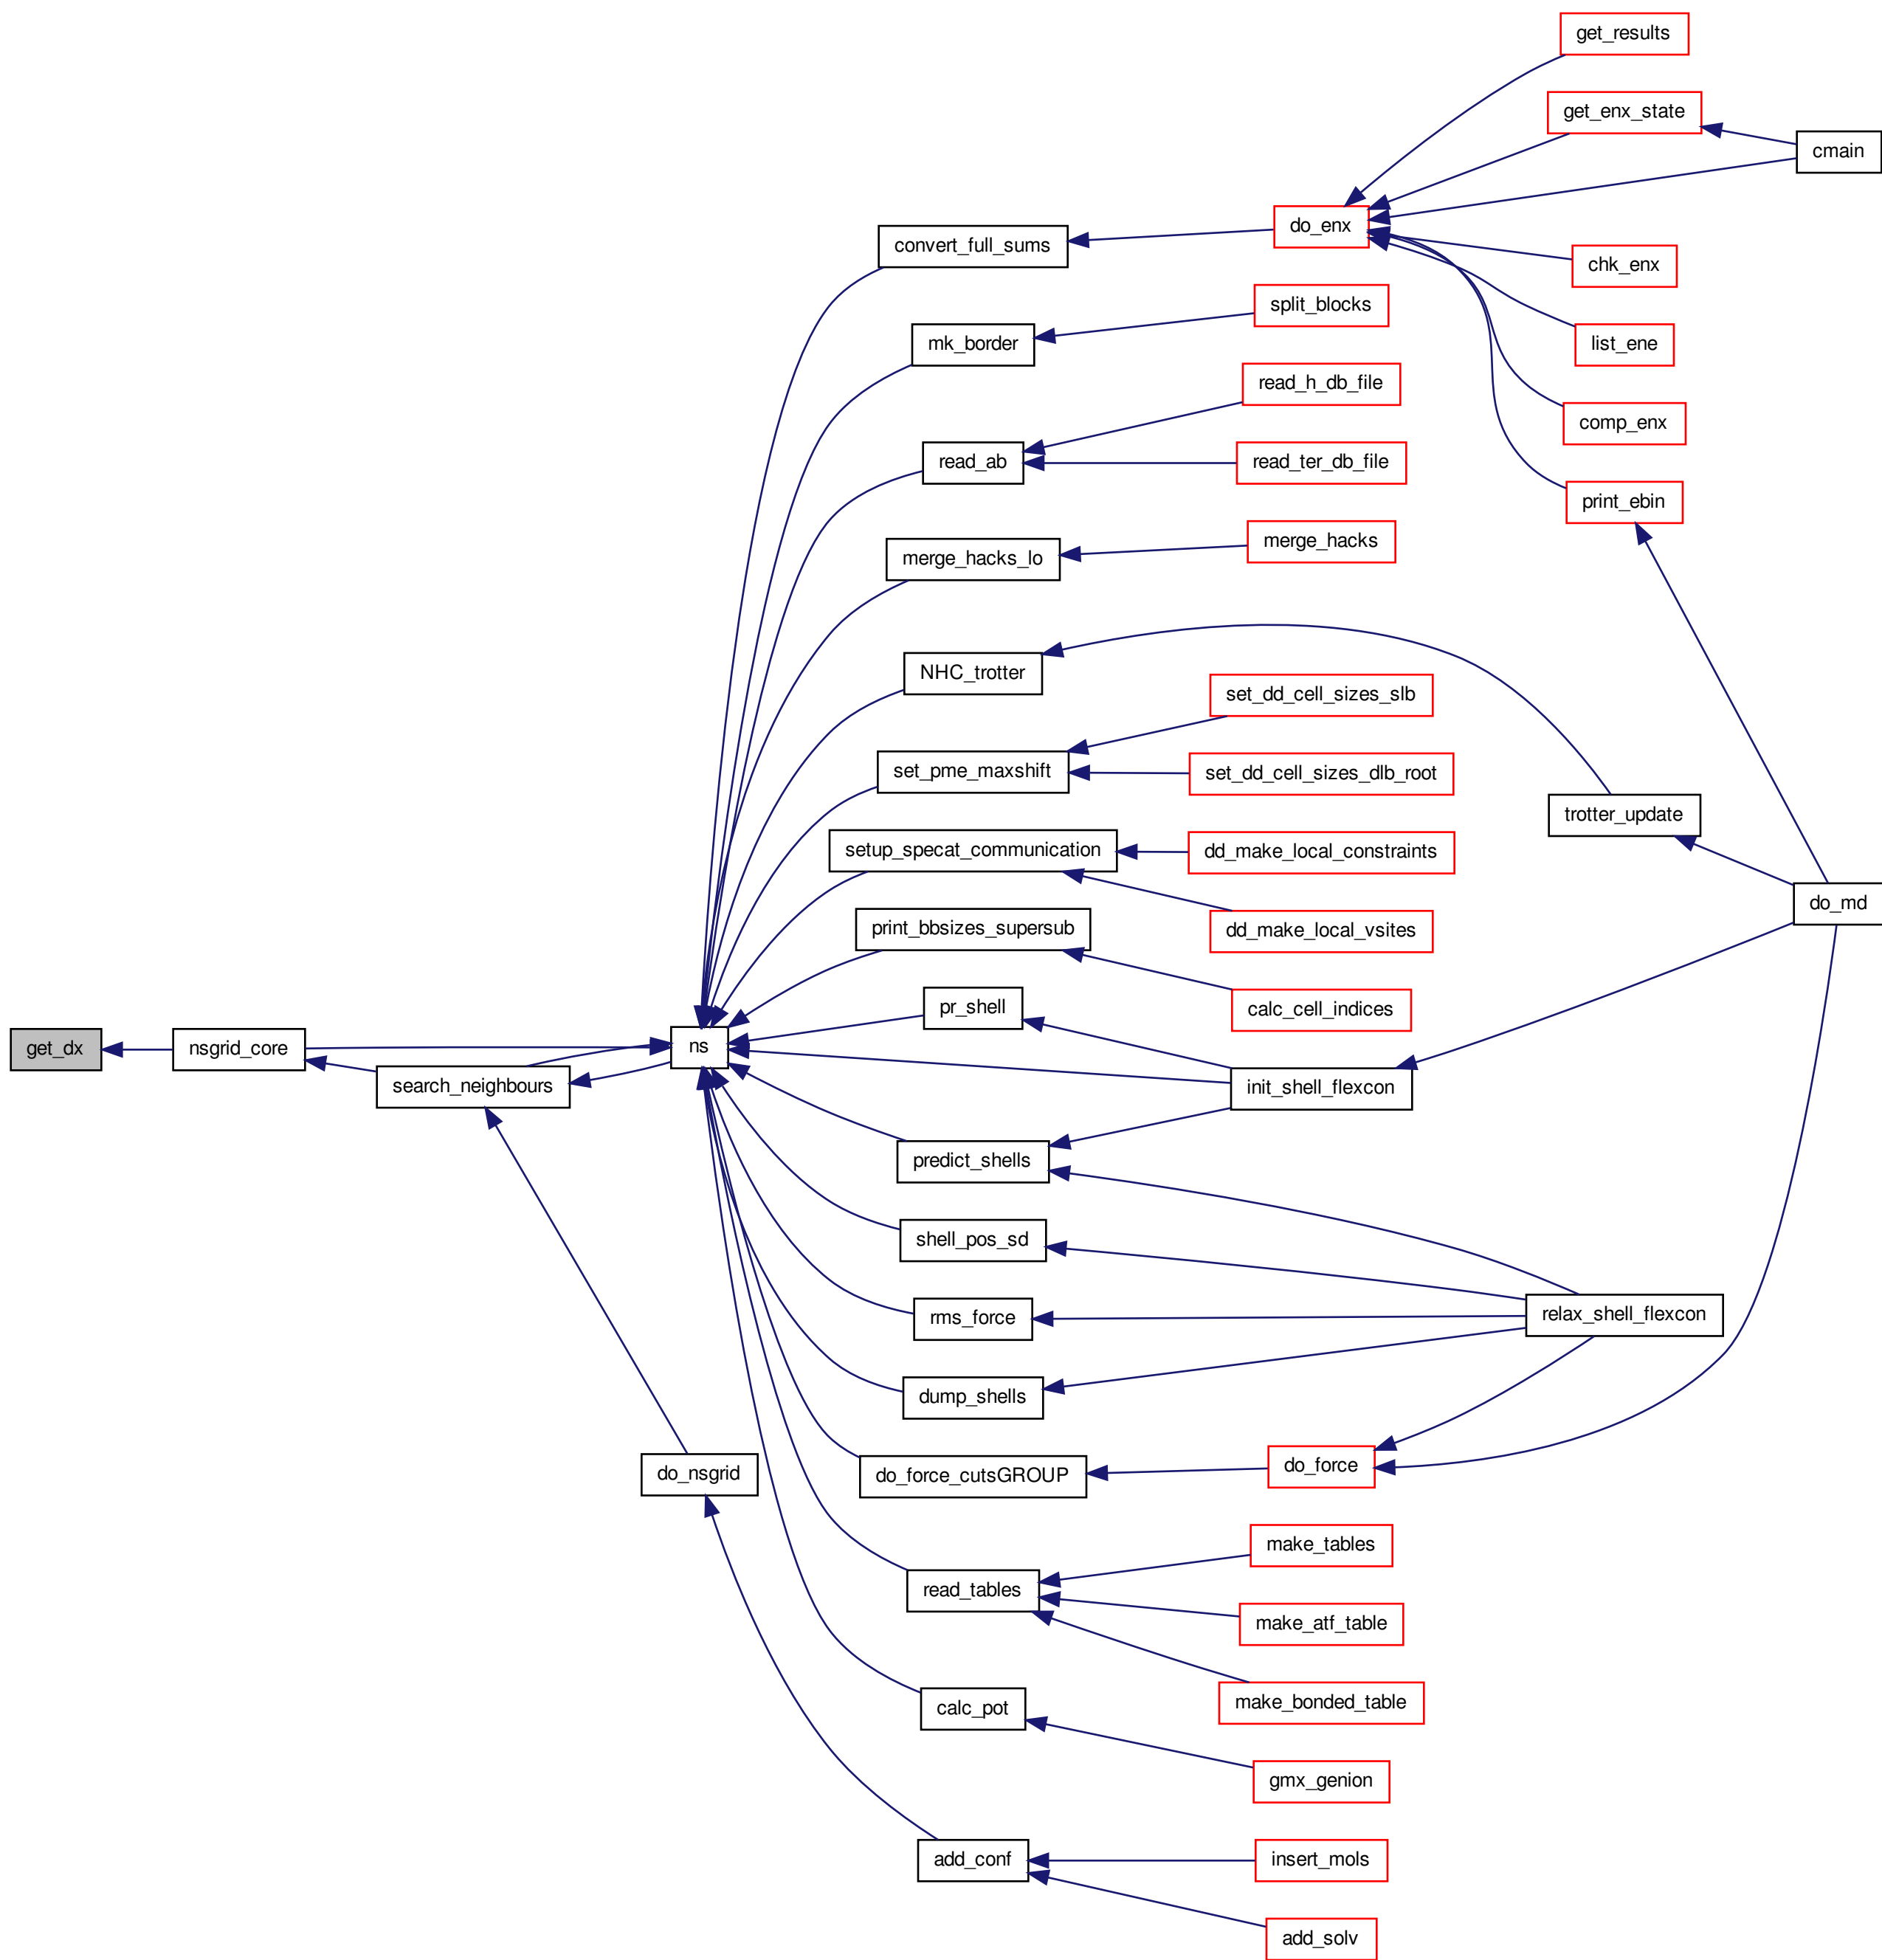 get_results
get_enx_state
cmain
do_enx
convert_full_sums
chk_enx
split_blocks
mk_border
list_ene
read_h_db_file
comp_enx
read_ab
read_ter_db_file
print_ebin
merge_hacks
merge_hacks_lo
NHC_trotter
set_dd_cell_sizes_slb
set_pme_maxshift
set_dd_cell_sizes_dlb_root
trotter_update
setup_specat_communication
dd_make_local_constraints
do_md
print_bbsizes_supersub
dd_make_local_vsites
pr_shell
calc_cell_indices
get_dx
nsgrid_core
ns
search_neighbours
init_shell_flexcon
predict_shells
shell_pos_sd
rms_force
relax_shell_flexcon
dump_shells
do_nsgrid
do_force_cutsGROUP
do_force
make_tables
read_tables
make_atf_table
make_bonded_table
calc_pot
gmx_genion
add_conf
insert_mols
add_solv